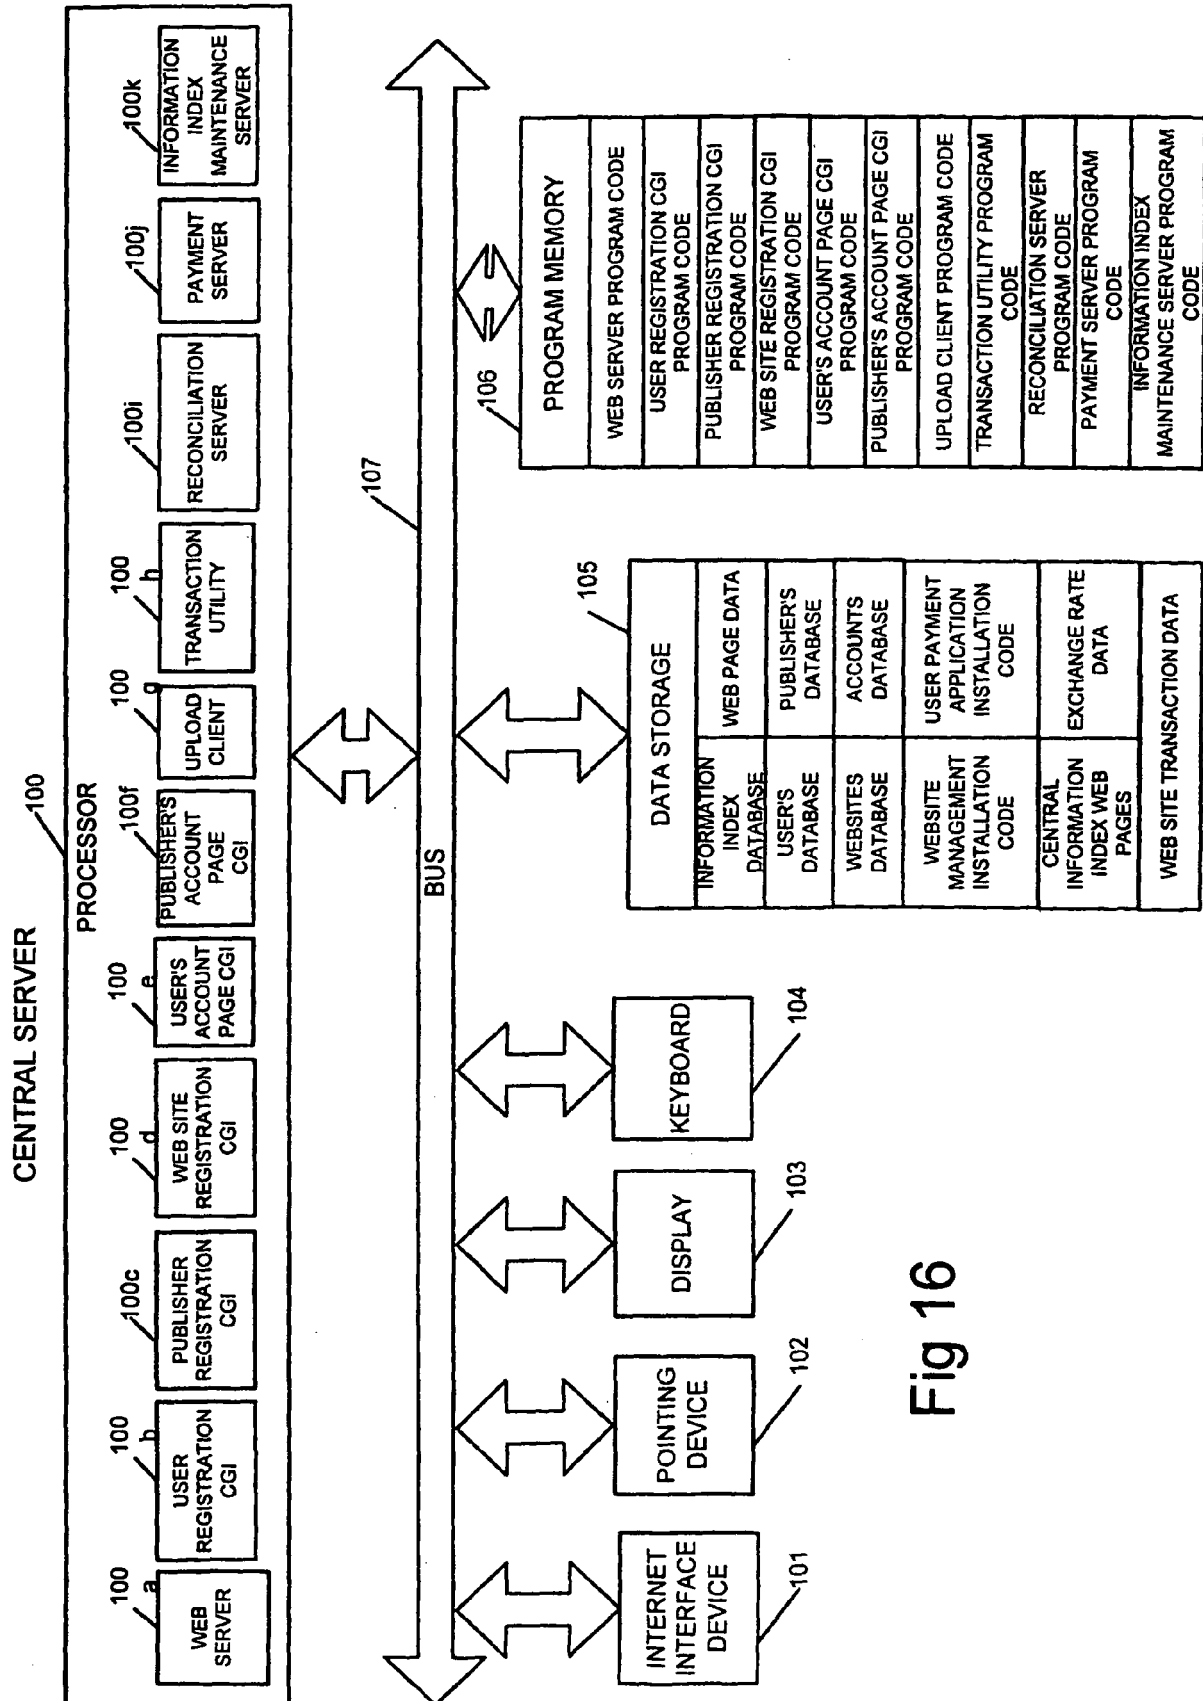 CENTRAL SERVER
100
PROCESSOR
100
a
WEB
SERVER
100
b
USER
REGISTRATION
CGI
100c
PUBLISHER
REGISTRATION
CGI
100
d
WEB SITE
REGISTRATION
CGI
100
e
USER'S
ACCOUNT
PAGE CGI
100f
PUBLISHER'S
ACCOUNT
PAGE
CGI
100
g
UPLOAD
CLIENT
100
h
TRANSACTION
UTILITY
100i
RECONCILIATION
SERVER
100j
PAYMENT
SERVER
100k
INFORMATION
INDEX
MAINTENANCE
SERVER
BUS
107
INTERNET
INTERFACE
DEVICE
101
POINTING
DEVICE
102
DISPLAY
103
KEYBOARD
104
105
DATA STORAGE
INFORMATION
INDEX
DATABASE
WEB PAGE DATA
USER'S
DATABASE
PUBLISHER'S
DATABASE
WEBSITES
DATABASE
ACCOUNTS
DATABASE
WEBSITE
MANAGEMENT
INSTALLATION
CODE
USER PAYMENT
APPLICATION
INSTALLATION
CODE
CENTRAL
INFORMATION
INDEX WEB
PAGES
EXCHANGE RATE
DATA
WEB SITE TRANSACTION DATA
106
PROGRAM MEMORY
WEB SERVER PROGRAM CODE
USER REGISTRATION CGI
PROGRAM CODE
PUBLISHER REGISTRATION CGI
PROGRAM CODE
WEB SITE REGISTRATION CGI
PROGRAM CODE
USER'S ACCOUNT PAGE CGI
PROGRAM CODE
PUBLISHER'S ACCOUNT PAGE CGI
PROGRAM CODE
UPLOAD CLIENT PROGRAM CODE
TRANSACTION UTILITY PROGRAM
CODE
RECONCILIATION SERVER
PROGRAM CODE
PAYMENT SERVER PROGRAM
CODE
INFORMATION INDEX
MAINTENANCE SERVER PROGRAM
CODE
Fig 16